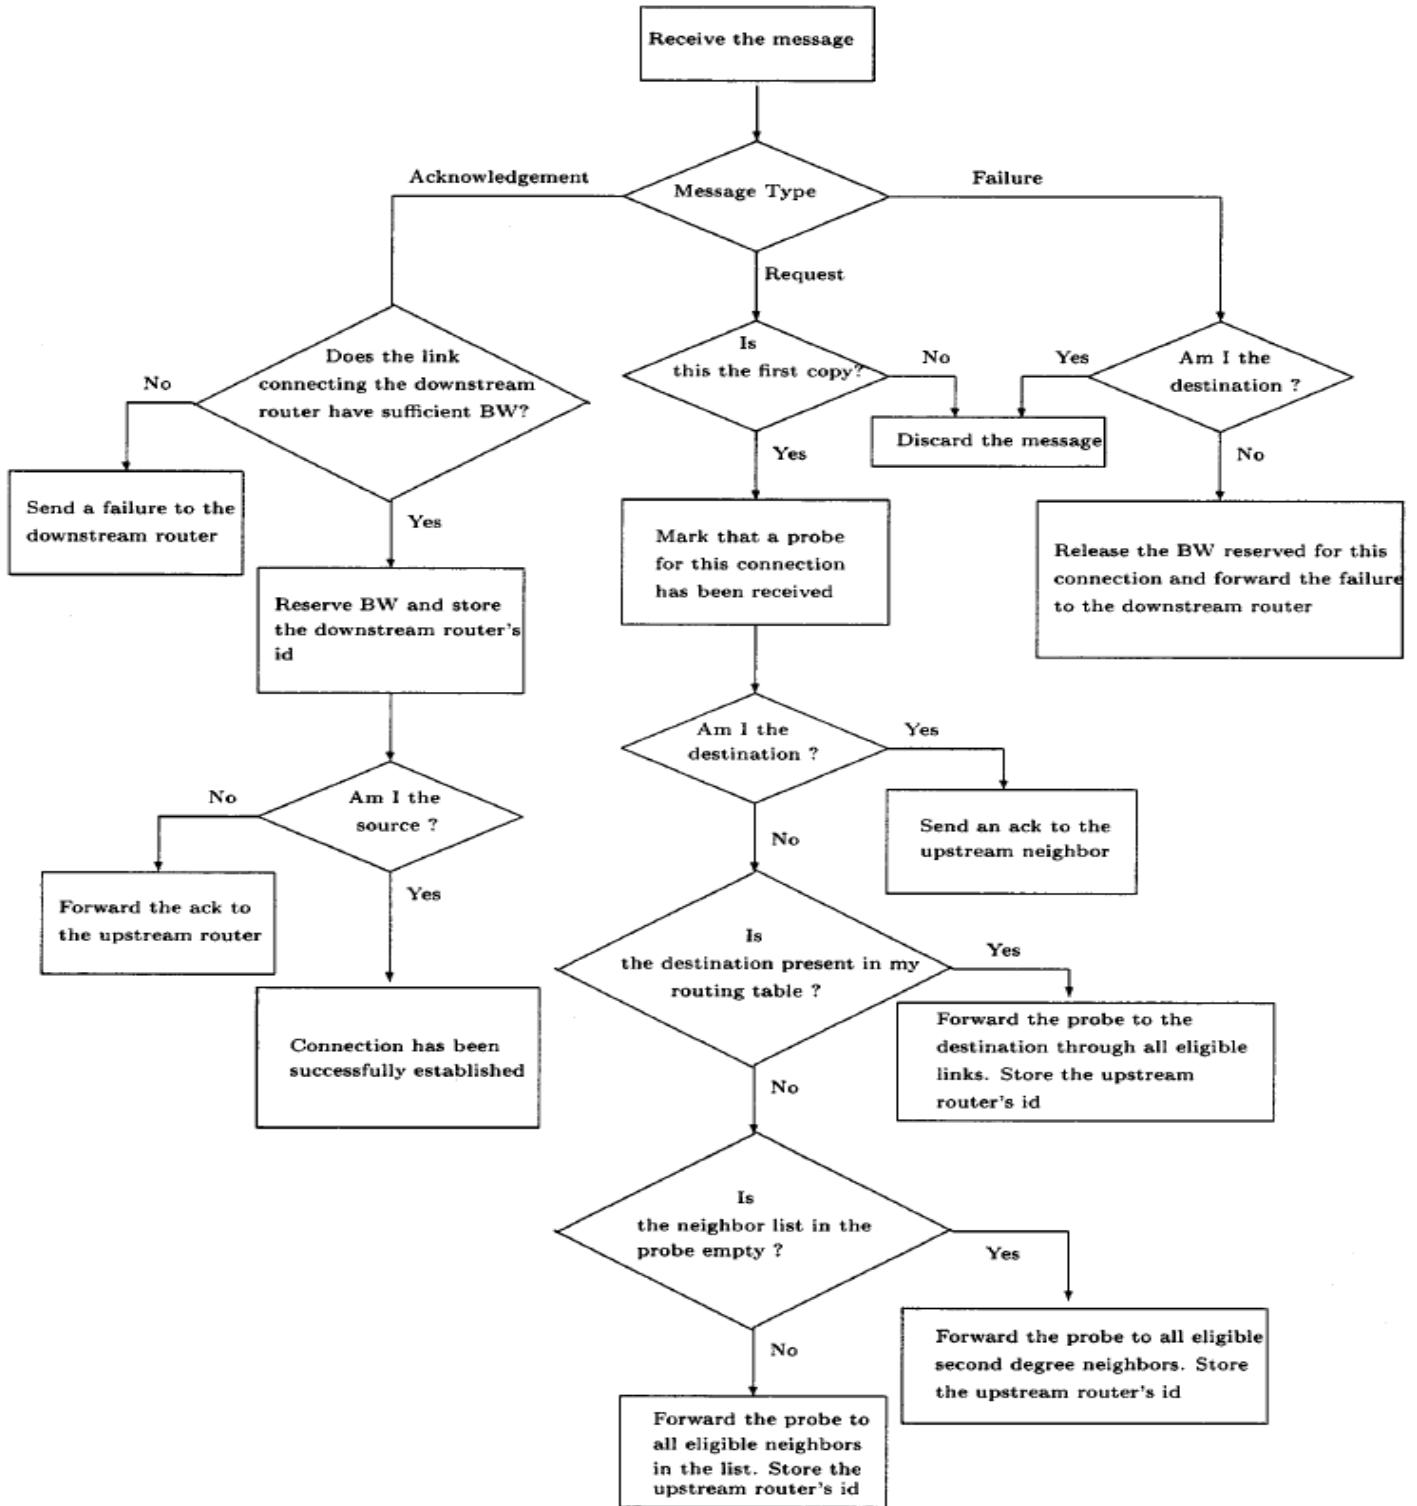 Receive the message
Message Type
Acknowledgement
Failure
Request
Does the link
connecting the downstream
router have sufficient BW?
No
Send a failure to the
downstream router
Yes
Reserve BW and store
the downstream router's
id
Am I the
source ?
No
Forward the ack to
the upstream router
Yes
Connection has been
successfully established
Is
this the first copy?
No
Discard the message
Yes
Mark that a probe
for this connection
has been received
Am I the
destination ?
Yes
Send an ack to the
upstream neighbor
No
Is
the destination present in my
routing table ?
Yes
Forward the probe to the
destination through all eligible
links. Store the upstream
router's id
No
Is
the neighbor list in the
probe empty ?
Yes
Forward the probe to all eligible
second degree neighbors. Store
the upstream router's id
No
Forward the probe to
all eligible neighbors
in the list. Store the
upstream router's id
Am I the
destination ?
Yes
No
Release the BW reserved for this
connection and forward the failure
to the downstream router